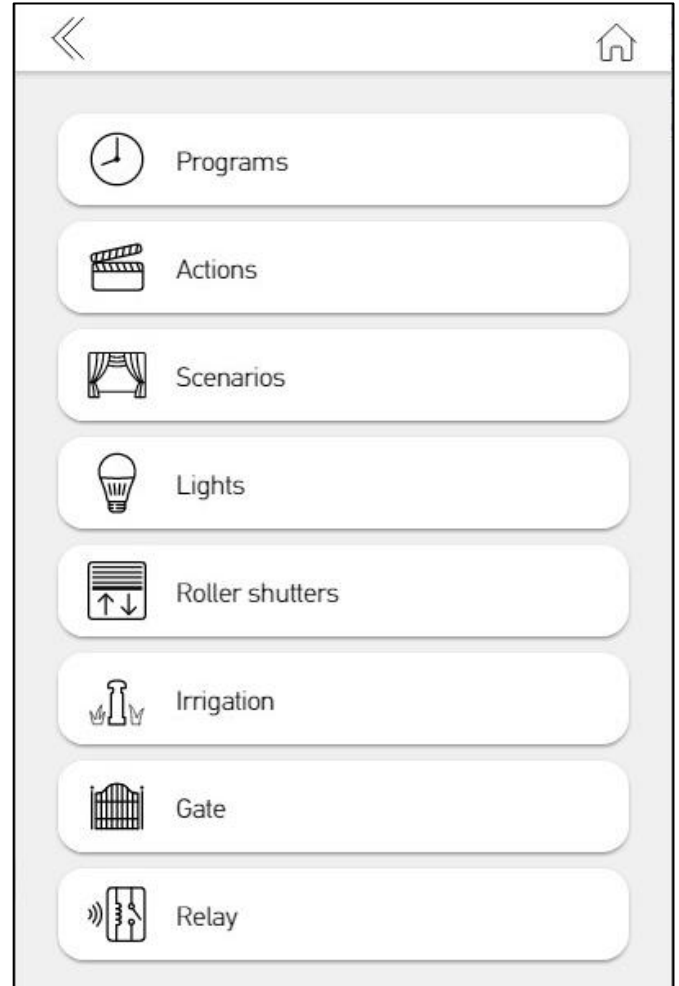 Programs
Actions
Scenarios
Lights
Roller shutters
Irrigation
Gate
Relay